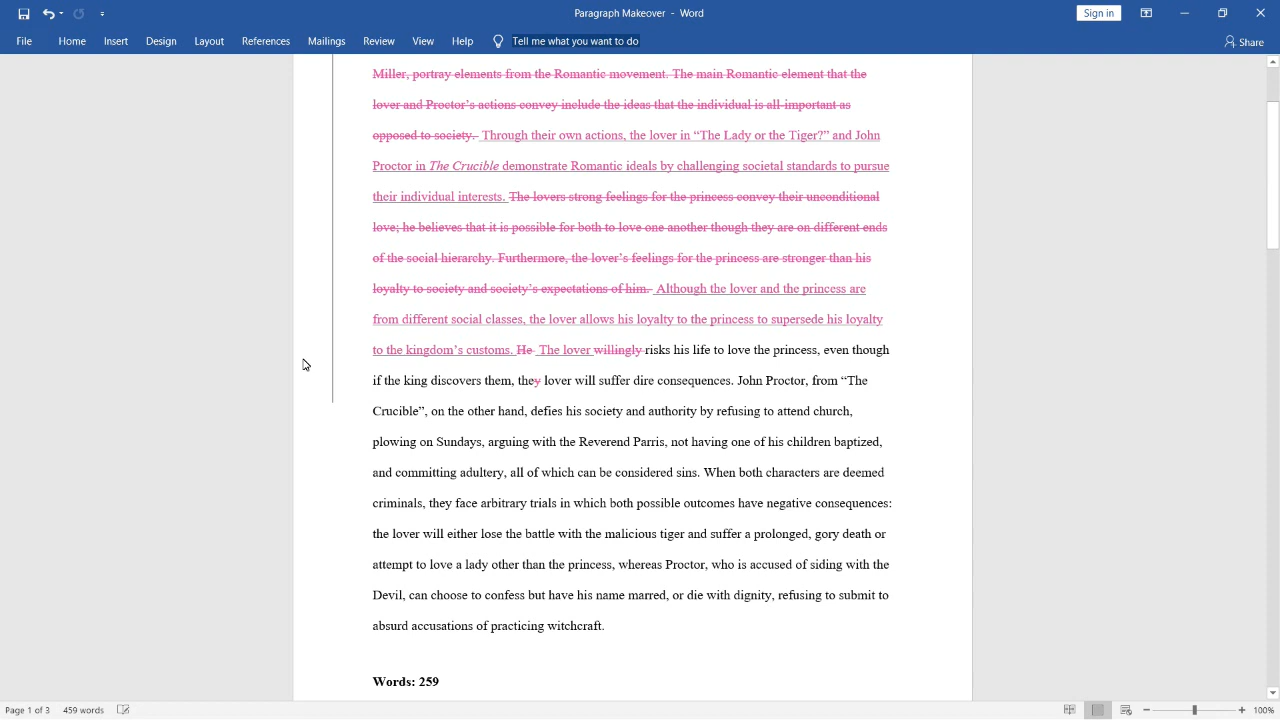 Paragraph Makeover - Word
Sign in
File Home Insert Design Layout References Mailings Review View Help Tell me what you want to do Share
Miller, portray elements from the Romantic movement. The main Romantic element that the
lover and Proctor’s actions convey include the ideas that the individual is all-important as
opposed to society. Through their own actions, the lover in “The Lady or the Tiger?” and John
Proctor in The Crucible demonstrate Romantic ideals by challenging societal standards to pursue
their individual interests. The lovers strong feelings for the princess convey their unconditional
love; he believes that it is possible for both to love one another though they are on different ends
of the social hierarchy. Furthermore, the lover’s feelings for the princess are stronger than his
loyalty to society and society’s expectations of him. Although the lover and the princess are
from different social classes, the lover allows his loyalty to the princess to supersede his loyalty
to the kingdom’s customs. He The lover willingly risks his life to love the princess, even though
if the king discovers them, they lover will suffer dire consequences. John Proctor, from “The
Crucible”, on the other hand, defies his society and authority by refusing to attend church,
plowing on Sundays, arguing with the Reverend Parris, not having one of his children baptized,
and committing adultery, all of which can be considered sins. When both characters are deemed
criminals, they face arbitrary trials in which both possible outcomes have negative consequences:
the lover will either lose the battle with the malicious tiger and suffer a prolonged, gory death or
attempt to love a lady other than the princess, whereas Proctor, who is accused of siding with the
Devil, can choose to confess but have his name marred, or die with dignity, refusing to submit to
absurd accusations of practicing witchcraft.
Words: 259
Page 1 of 3 459 words 100%